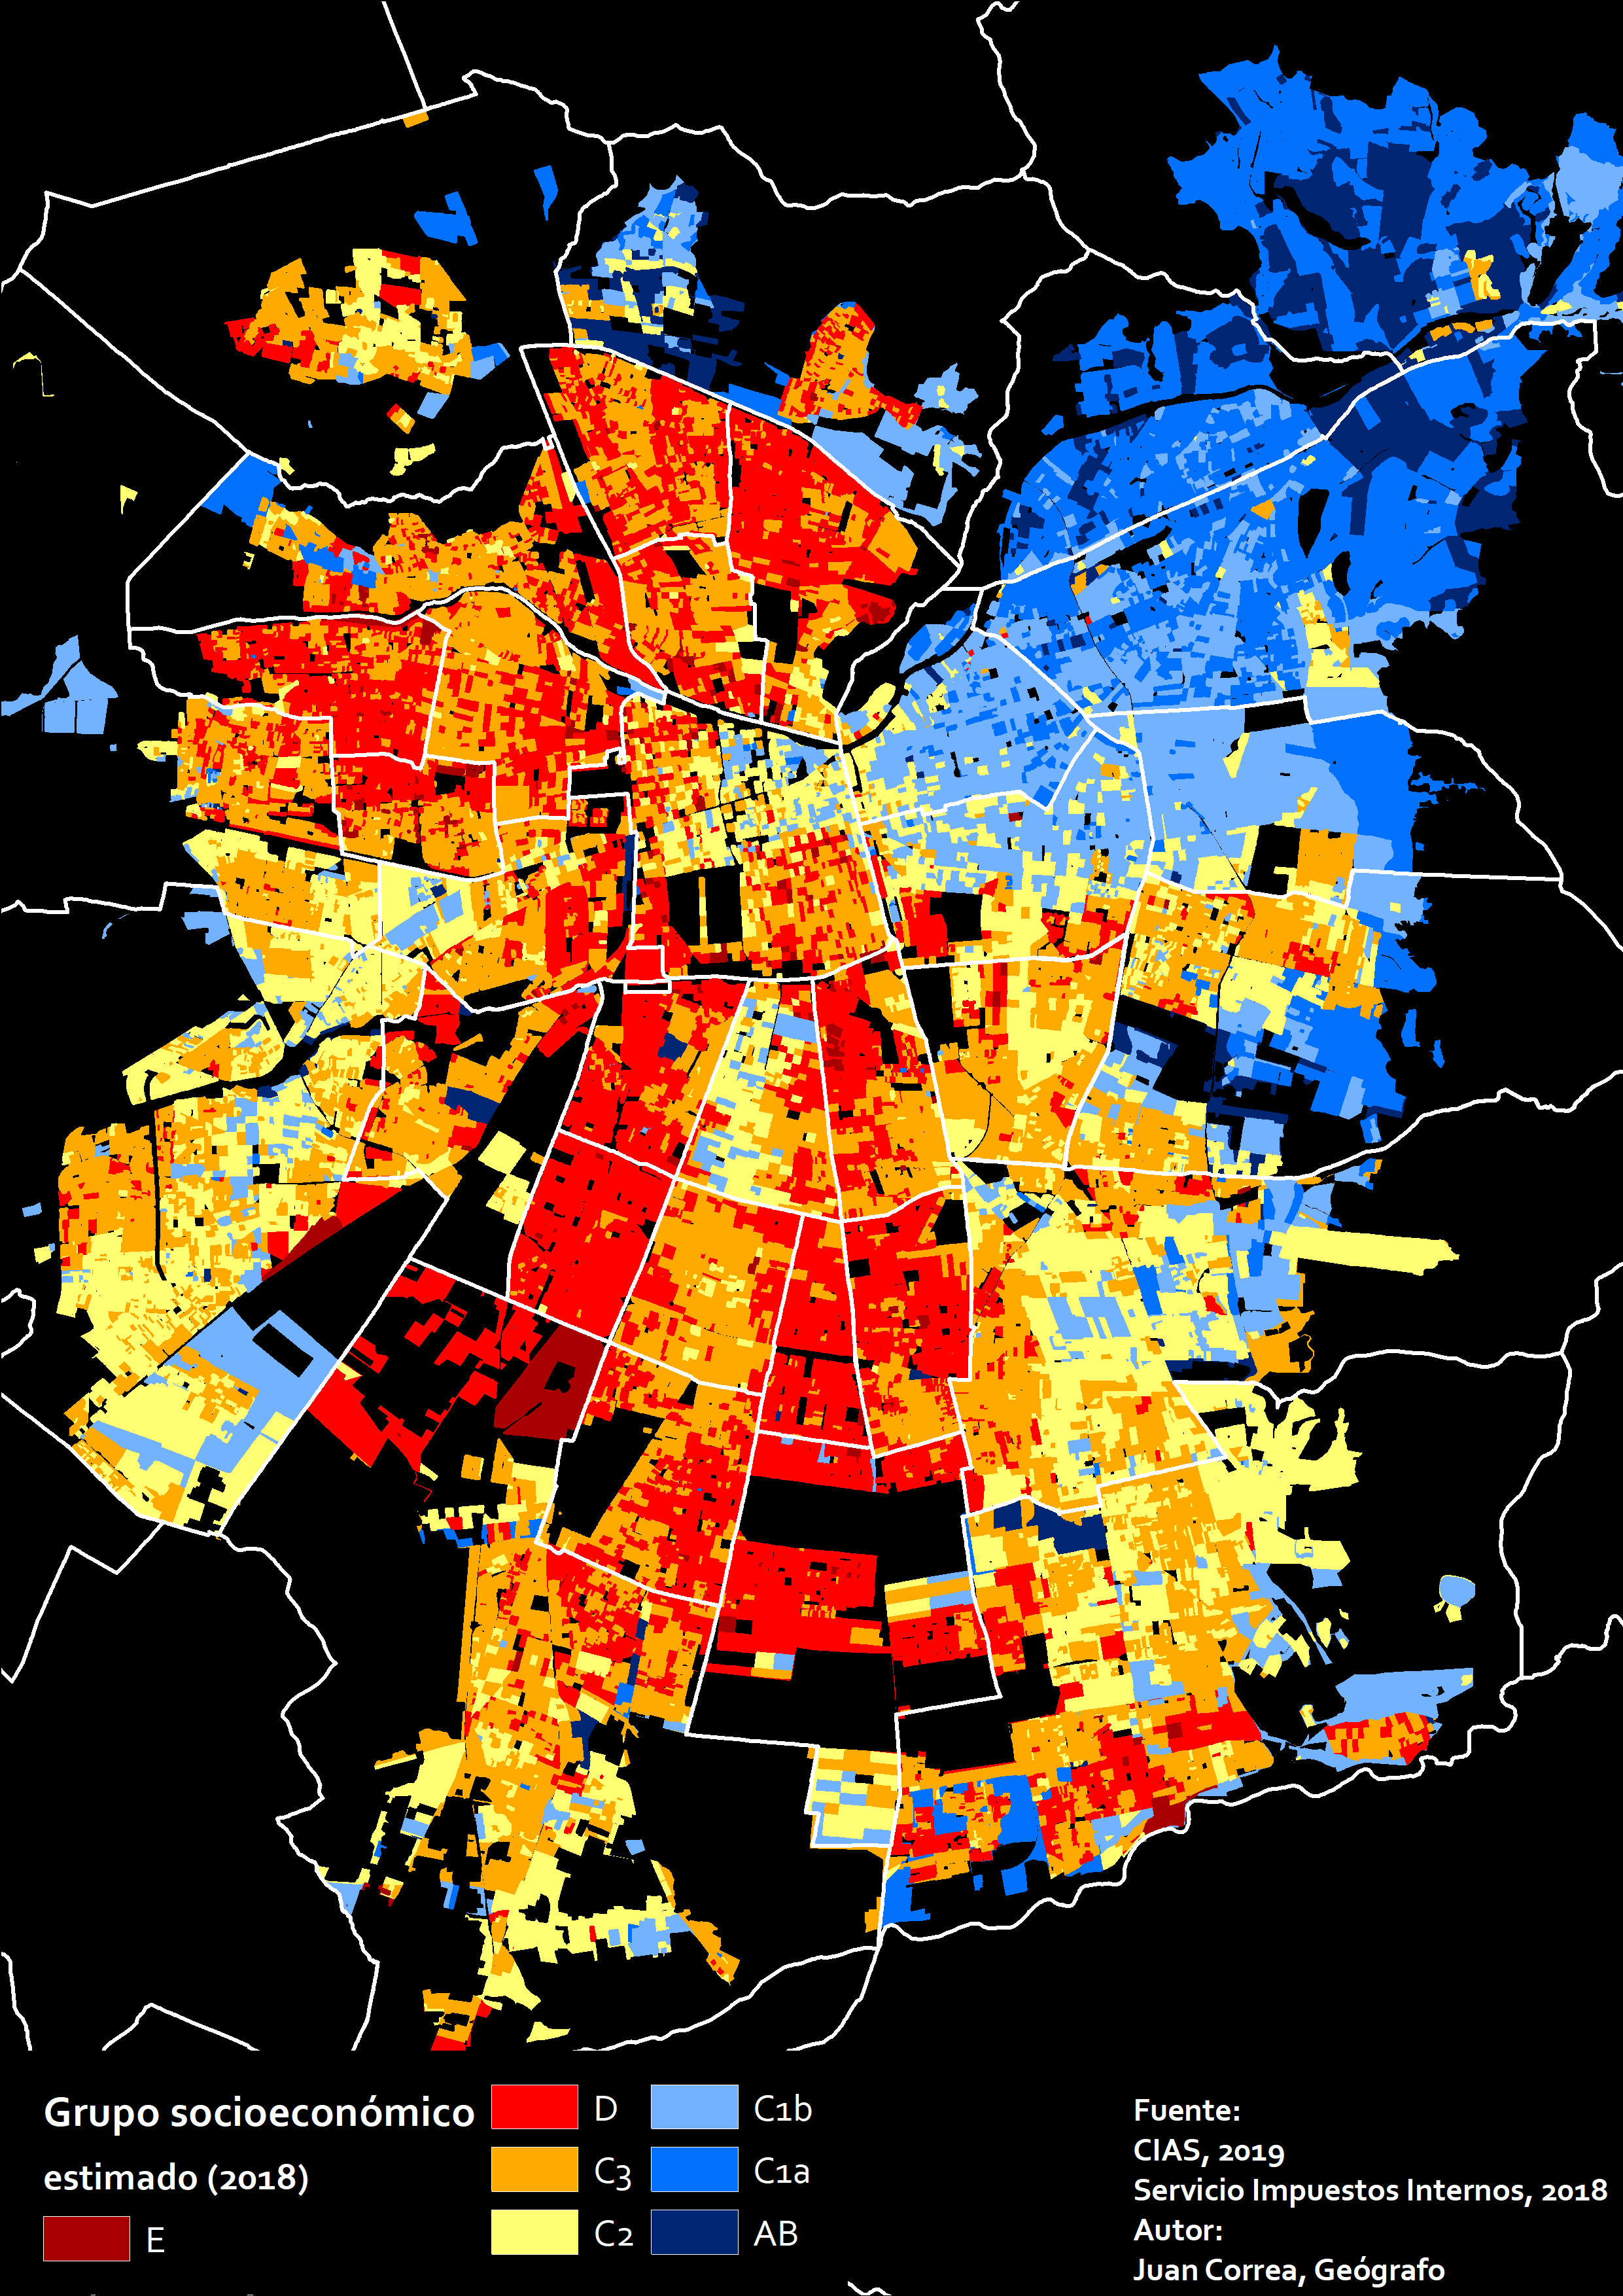 Grupo socioeconómico
estimado (2018)
E
D
C3
C2
C1b
C1a
AB
Fuente:
CIAS, 2019
Servicio Impuestos Internos, 2018
Autor:
Juan Correa, Geógrafo